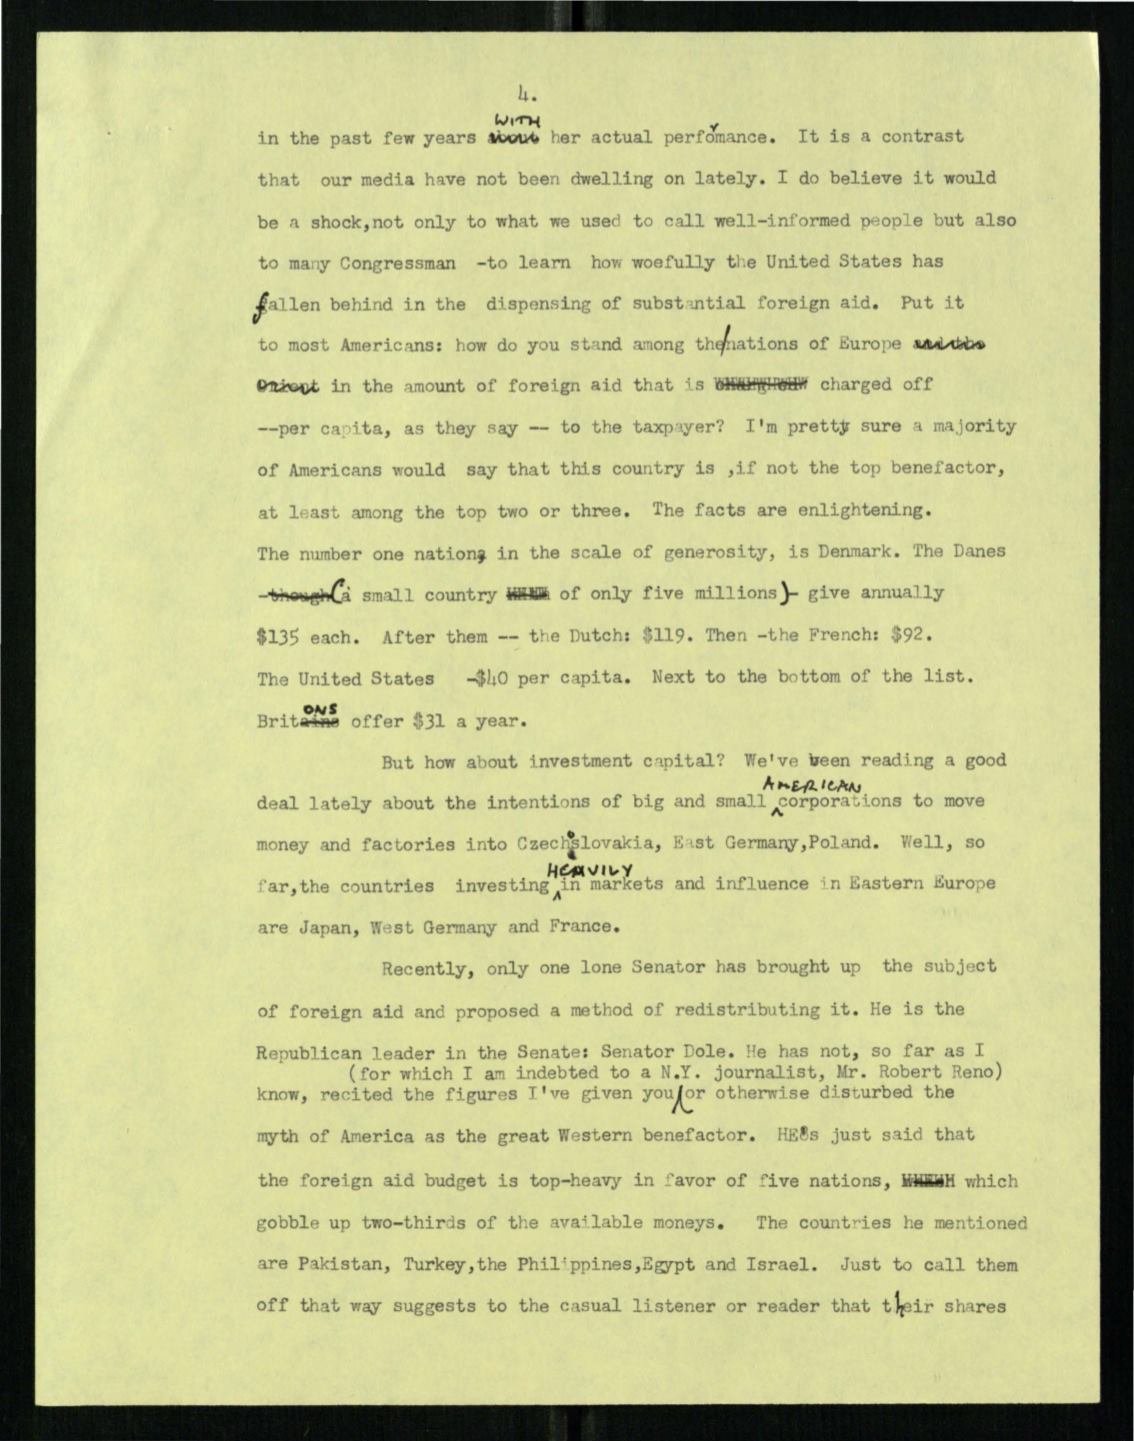 4.
WITH
in the past few years about her actual perfomance. It is a contrast
that our media have not been dwelling on lately. I do believe it would
be a shock,not only to what we used to call well-informed people but also
to many Congressman -to learn how woefully the United States has
fallen behind in the dispensing of substantial foreign aid. Put it
to most Americans: how do you stand among the/nations of Europe
Orient in the amount of foreign aid that is charged off
--per capita, as they say -- to the taxpayer? I'm pretty sure a majority
of Americans would say that this country is ,if not the top benefactor,
at least among the top two or three. The facts are enlightening.
The number one nation, in the scale of generosity, is Denmark. The Danes
-though(a small country of only five millions)- give annually
$135 each. After them -- the Dutch: $119. Then -the French: $92.
The United States -$40 per capita. Next to the bottom of the list.
ONS
Britains offer $31 a year.
But how about investment capital? We've been reading a good
AMERICAN
deal lately about the intentions of big and small corporations to move
money and factories into Czechoslovakia, East Germany,Poland. Well, so
HEAVILY
far,the countries investing in markets and influence in Eastern Europe
are Japan, West Germany and France.
Recently, only one lone Senator has brought up the subject
of foreign aid and proposed a method of redistributing it. He is the
Republican leader in the Senate: Senator Dole. He has not, so far as I
(for which I am indebted to a N.Y. journalist, Mr. Robert Reno)
know, recited the figures I've given you or otherwise disturbed the
myth of America as the great Western benefactor. HE's just said that
the foreign aid budget is top-heavy in favor of five nations, which
gobble up two-thirds of the available moneys. The countries he mentioned
are Pakistan, Turkey,the Philippines,Egypt and Israel. Just to call them
off that way suggests to the casual listener or reader that their shares